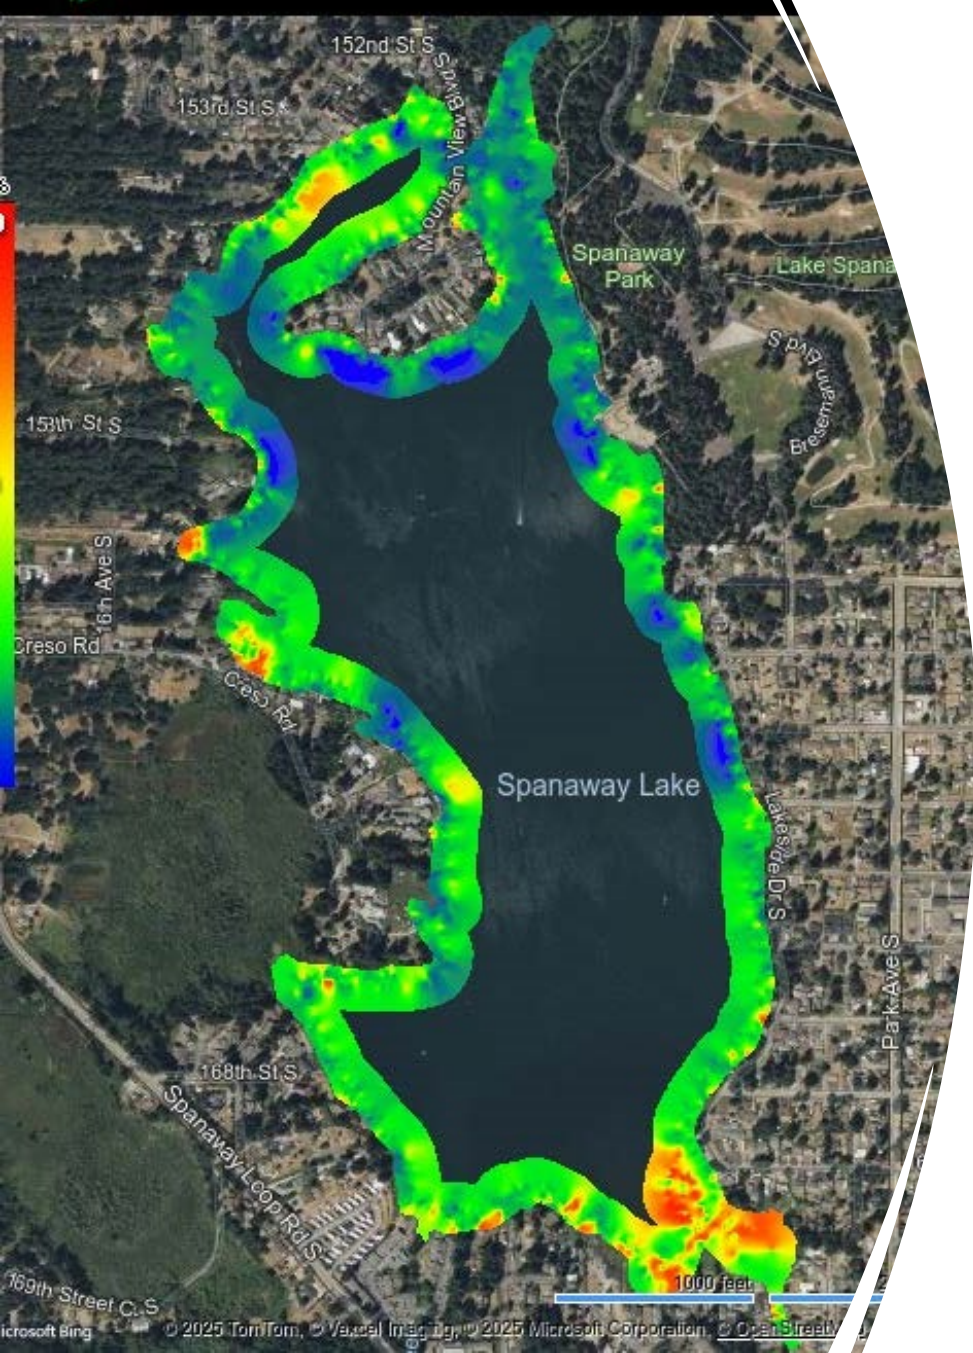 152nd St S
153rd St S
Mountain View Blvd S
Spanaway
Park
Lake Spana
Bresemann Blvd S
16th Ave S
Creso Rd
Creso Rd
Spanaway Lake
Lakeside Dr S
Park Ave S
168th St S
Spanaway Loop Rd S
169th Street Ct S
1000 feet
icrosoft Bing
© 2025 TomTom, © Vexcel Imaging, © 2025 Microsoft Corporation, © OpenStreetMap